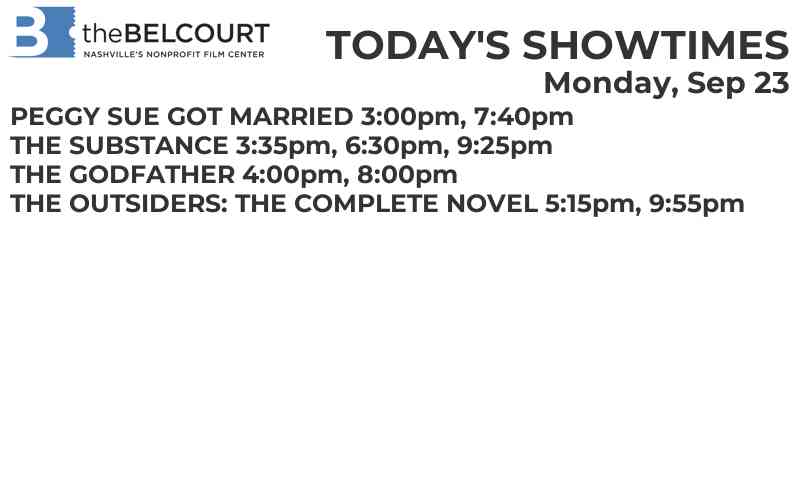 B theBELCOURT
NASHVILLE'S NONPROFIT FILM CENTER
TODAY'S SHOWTIMES
Monday, Sep 23
PEGGY SUE GOT MARRIED 3:00pm, 7:40pm
THE SUBSTANCE 3:35pm, 6:30pm, 9:25pm
THE GODFATHER 4:00pm, 8:00pm
THE OUTSIDERS: THE COMPLETE NOVEL 5:15pm, 9:55pm